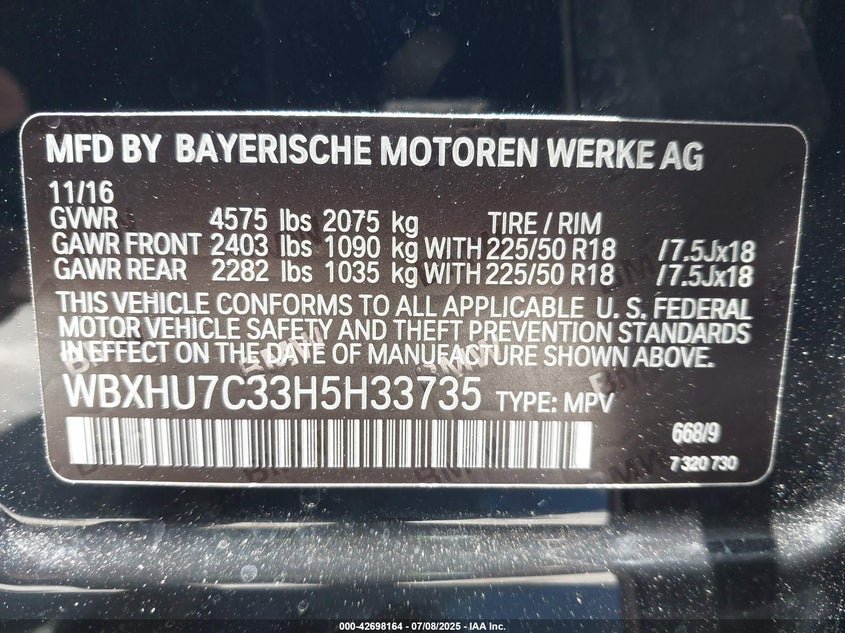 MFD BY BAYERISCHE MOTOREN WERKE AG
11/16
GVWR 4575 lbs 2075 kg TIRE / RIM
GAWR FRONT 2403 lbs 1090 kg WITH 225/50 R18 /7.5Jx18
GAWR REAR 2282 lbs 1035 kg WITH 225/50 R18 /7.5Jx18
THIS VEHICLE CONFORMS TO ALL APPLICABLE U. S. FEDERAL
MOTOR VEHICLE SAFETY AND THEFT PREVENTION STANDARDS
IN EFFECT ON THE DATE OF MANUFACTURE SHOWN ABOVE.
WBXHU7C33H5H33735 TYPE: MPV
668/9
7 320 730
000-42698164 - 07/08/2025 - IAA Inc.